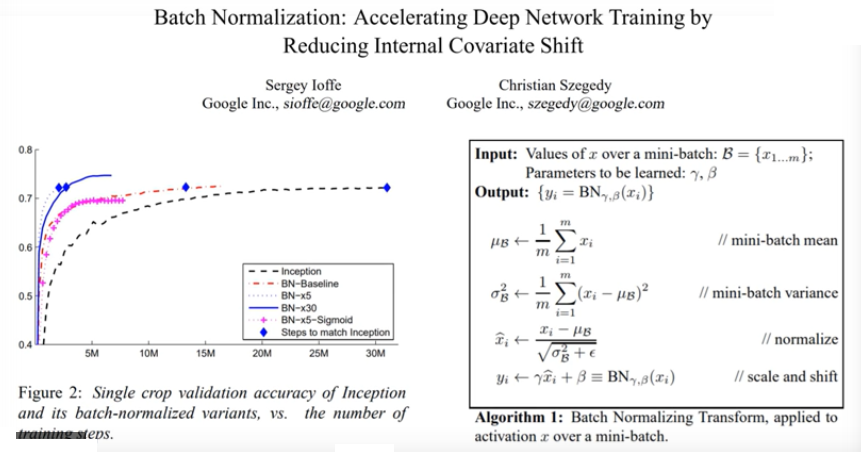 Batch Normalization: Accelerating Deep Network Training by
Reducing Internal Covariate Shift
Sergey Ioffe
Google Inc., sioffe@google.com
Christian Szegedy
Google Inc., szegedy@google.com
0.8
0.7
0.6
0.5
0.4
5M 10M 15M 20M 25M 30M
Inception
BN−Baseline
BN−x5
BN−x30
BN−x5−Sigmoid
Steps to match Inception
Figure 2: Single crop validation accuracy of Inception
and its batch-normalized variants, vs. the number of
training steps.
Input: Values of x over a mini-batch: B = {x1...m};
Parameters to be learned: γ, β
Output: {yi = BNγ,β(xi)}
μB ← 1/m ∑_{i=1}^{m} xi // mini-batch mean
σ²B ← 1/m ∑_{i=1}^{m} (xi − μB)² // mini-batch variance
x̂i ← (xi − μB) / √(σ²B + ϵ) // normalize
yi ← γx̂i + β ≡ BNγ,β(xi) // scale and shift
Algorithm 1: Batch Normalizing Transform, applied to
activation x over a mini-batch.